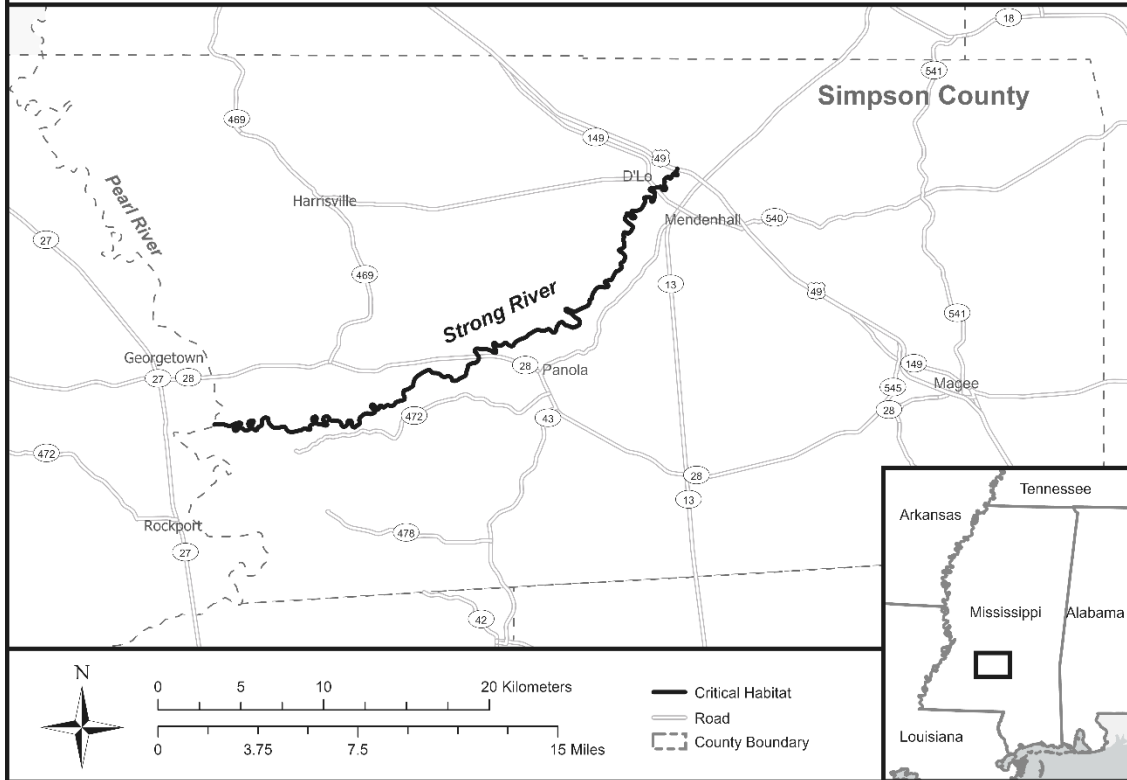 18
541
Simpson County
469
149
49
D'Lo
Harrisville
Pearl River
Mendenhall
540
27
469
13
49
Strong River
541
Georgetown
27
28
28
Panola
149
545
Magee
28
472
43
472
28
13
Rockport
27
478
42
Tennessee
Arkansas
Mississippi
Alabama
Louisiana
N
0
5
10
20 Kilometers
0
3.75
7.5
15 Miles
Critical Habitat
Road
County Boundary